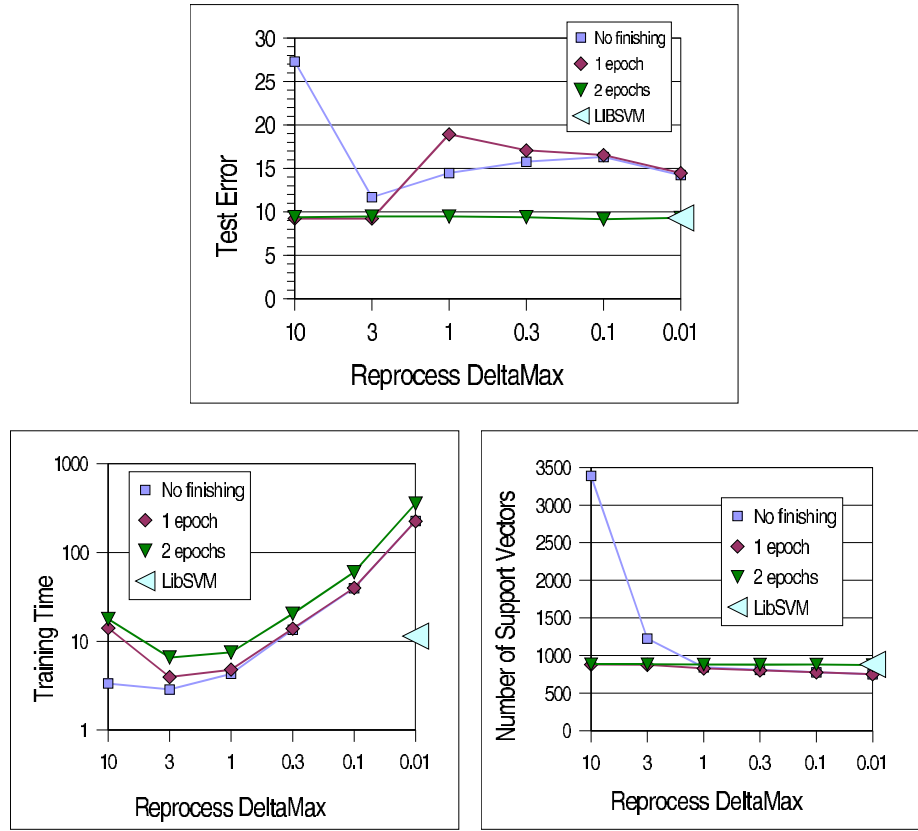 30
25
20
15
10
5
0
Test Error
No finishing
1 epoch
2 epochs
LIBSVM
10 3 1 0.3 0.1 0.01
Reprocess DeltaMax
1000
100
10
1
Training Time
No finishing
1 epoch
2 epochs
LibSVM
10 3 1 0.3 0.1 0.01
Reprocess DeltaMax
3500
3000
2500
2000
1500
1000
500
0
Number of Support Vectors
No finishing
1 epoch
2 epochs
LibSVM
10 3 1 0.3 0.1 0.01
Reprocess DeltaMax